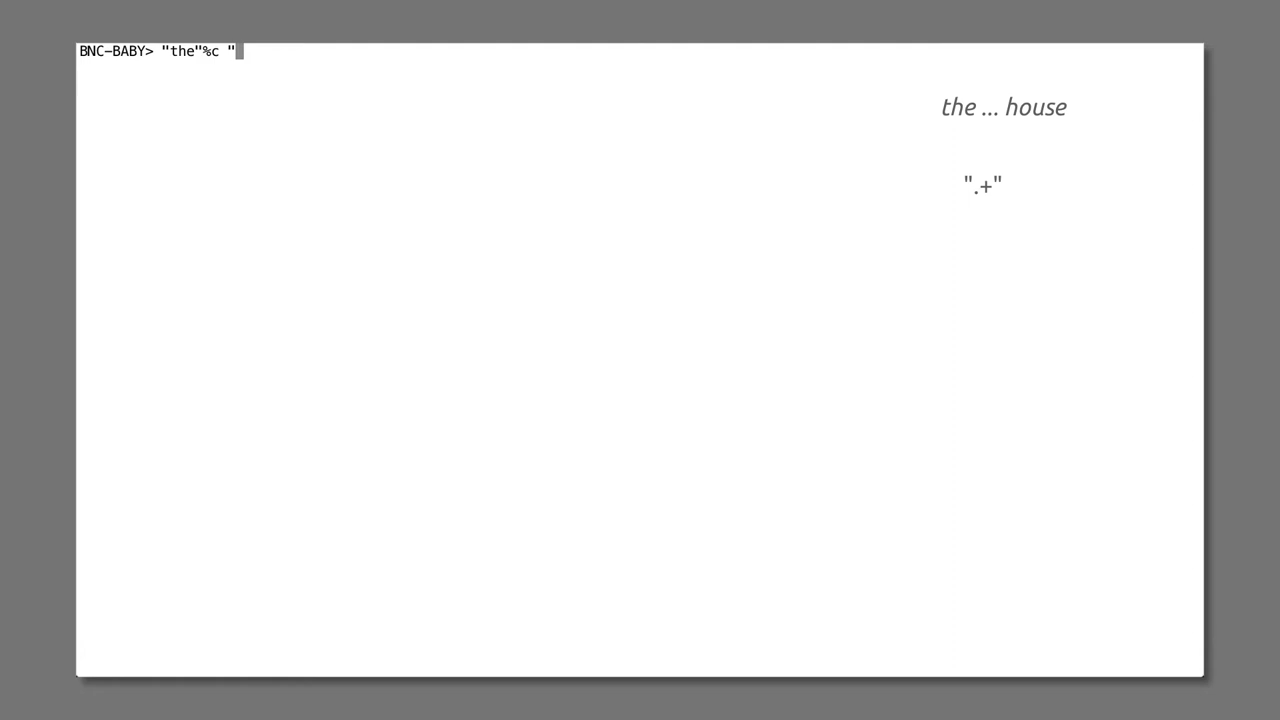 BNC-BABY> "the"%c "
the ... house
".+"